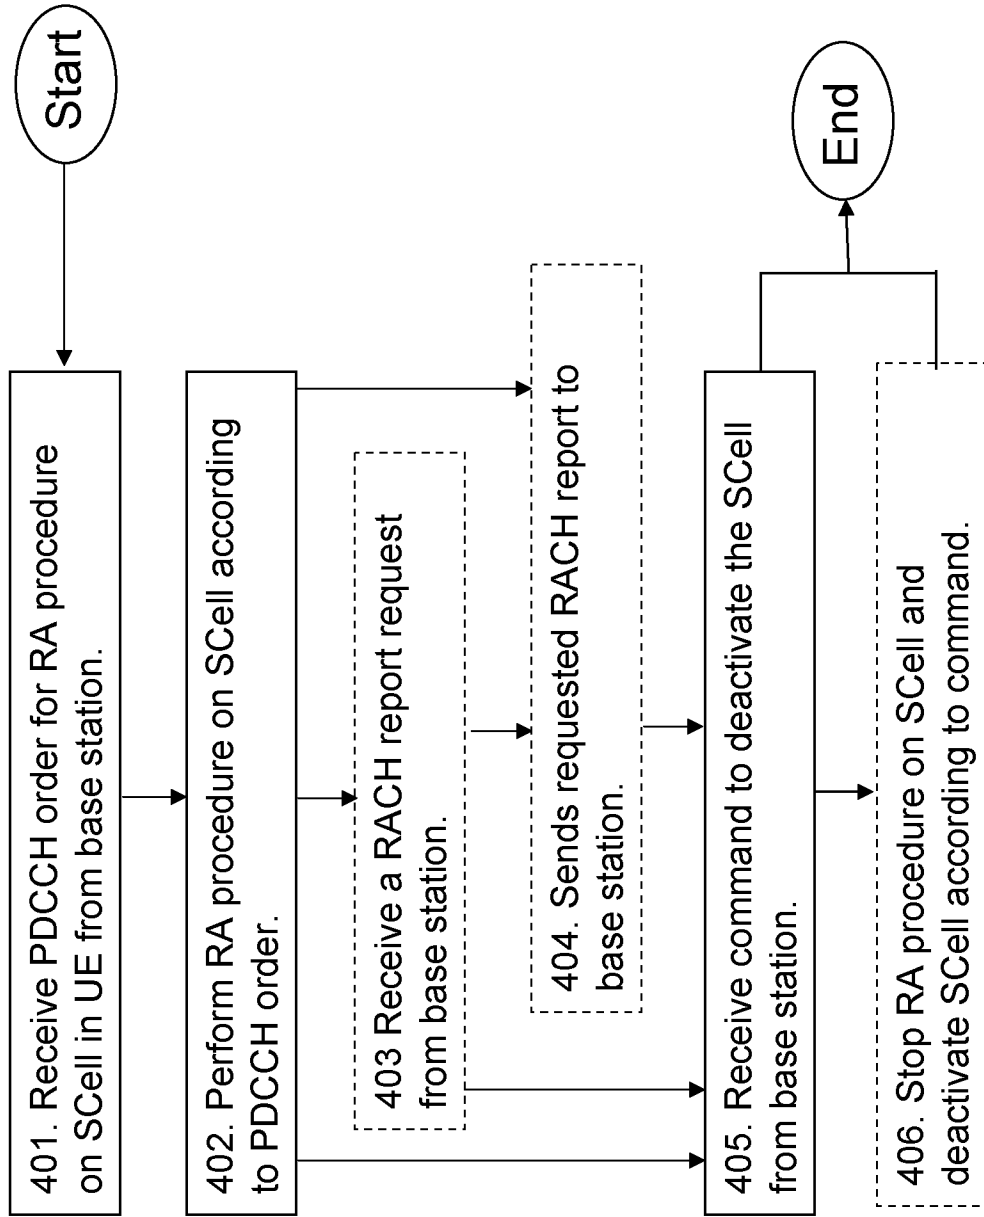 Start
401. Receive PDCCH order for RA procedure
on SCell in UE from base station.
402. Perform RA procedure on SCell according
to PDCCH order.
403 Receive a RACH report request
from base station.
404. Sends requested RACH report to
base station.
405. Receive command to deactivate the SCell
from base station.
406. Stop RA procedure on SCell and
deactivate SCell according to command.
End